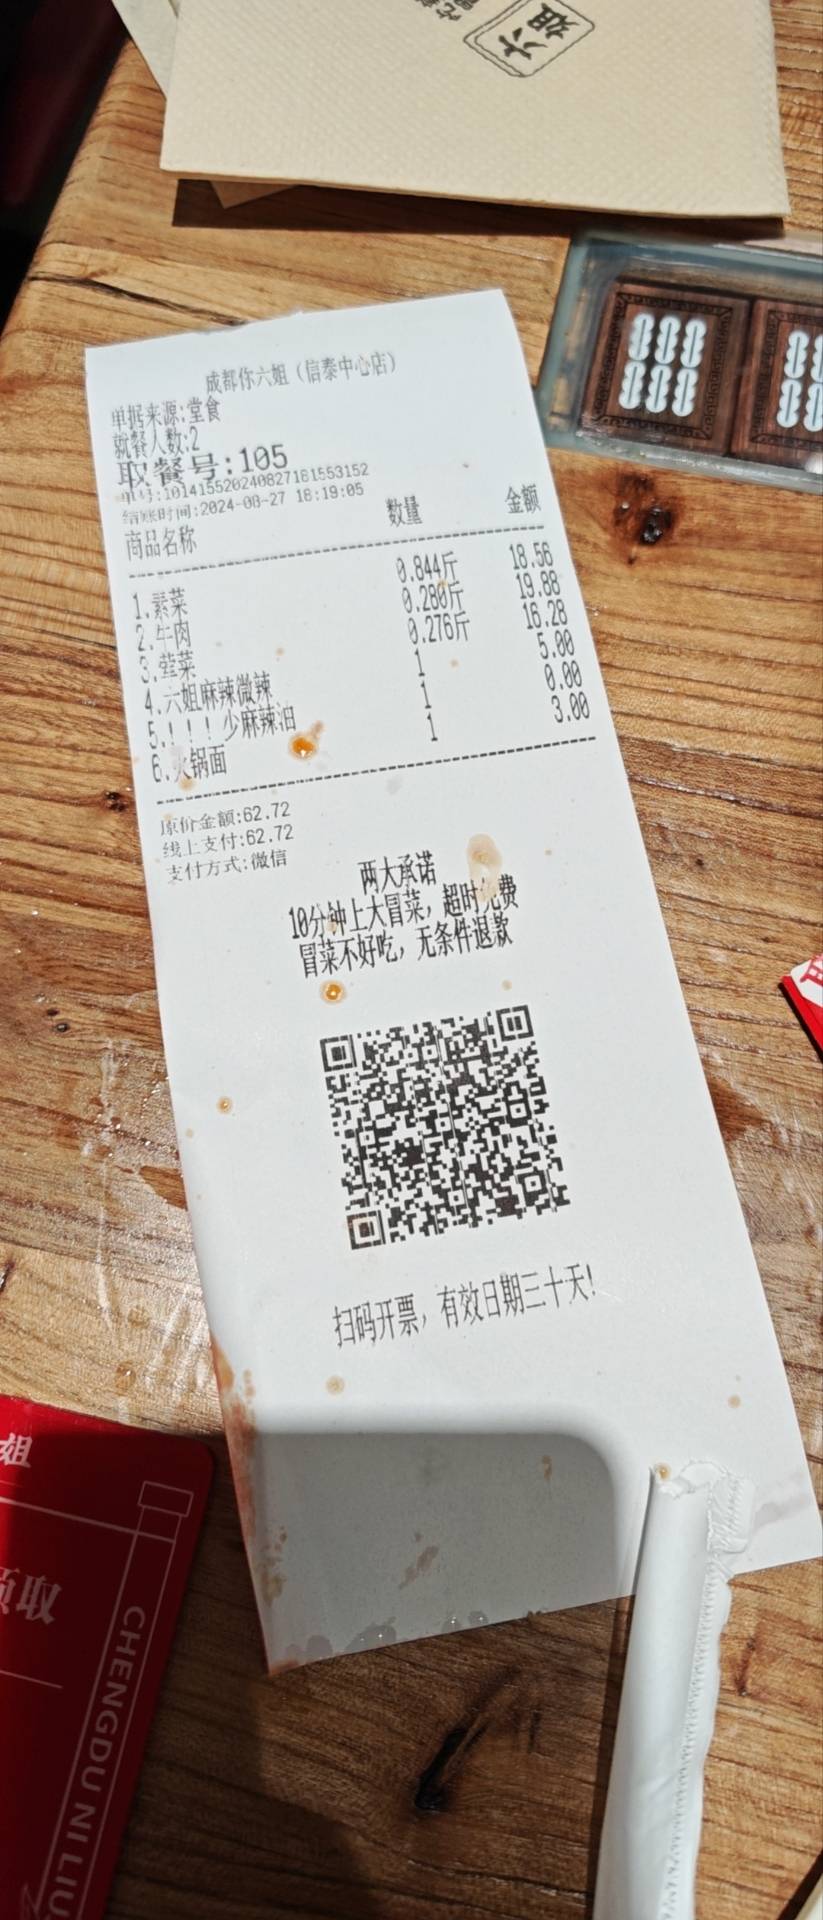 六姐
成都你六姐（信泰中心店）
单据来源:堂食
就餐人数:2
取餐号:105
单号:101415520240827181553152
结账时间:2024-08-27 18:19:05
商品名称 数量 金额
1.素菜 0.844斤 18.56
2.牛肉 0.280斤 19.88
3.荤菜 0.276斤 16.28
4.六姐麻辣微辣 1 5.00
5.！！！少麻辣油 1 0.00
6.火锅面 1 3.00
原价金额:62.72
线上支付:62.72
支付方式:微信
两大承诺
10分钟上大冒菜，超时免费
冒菜不好吃，无条件退款
扫码开票，有效日期三十天!
姐
领取
CHENGDU NI LIU